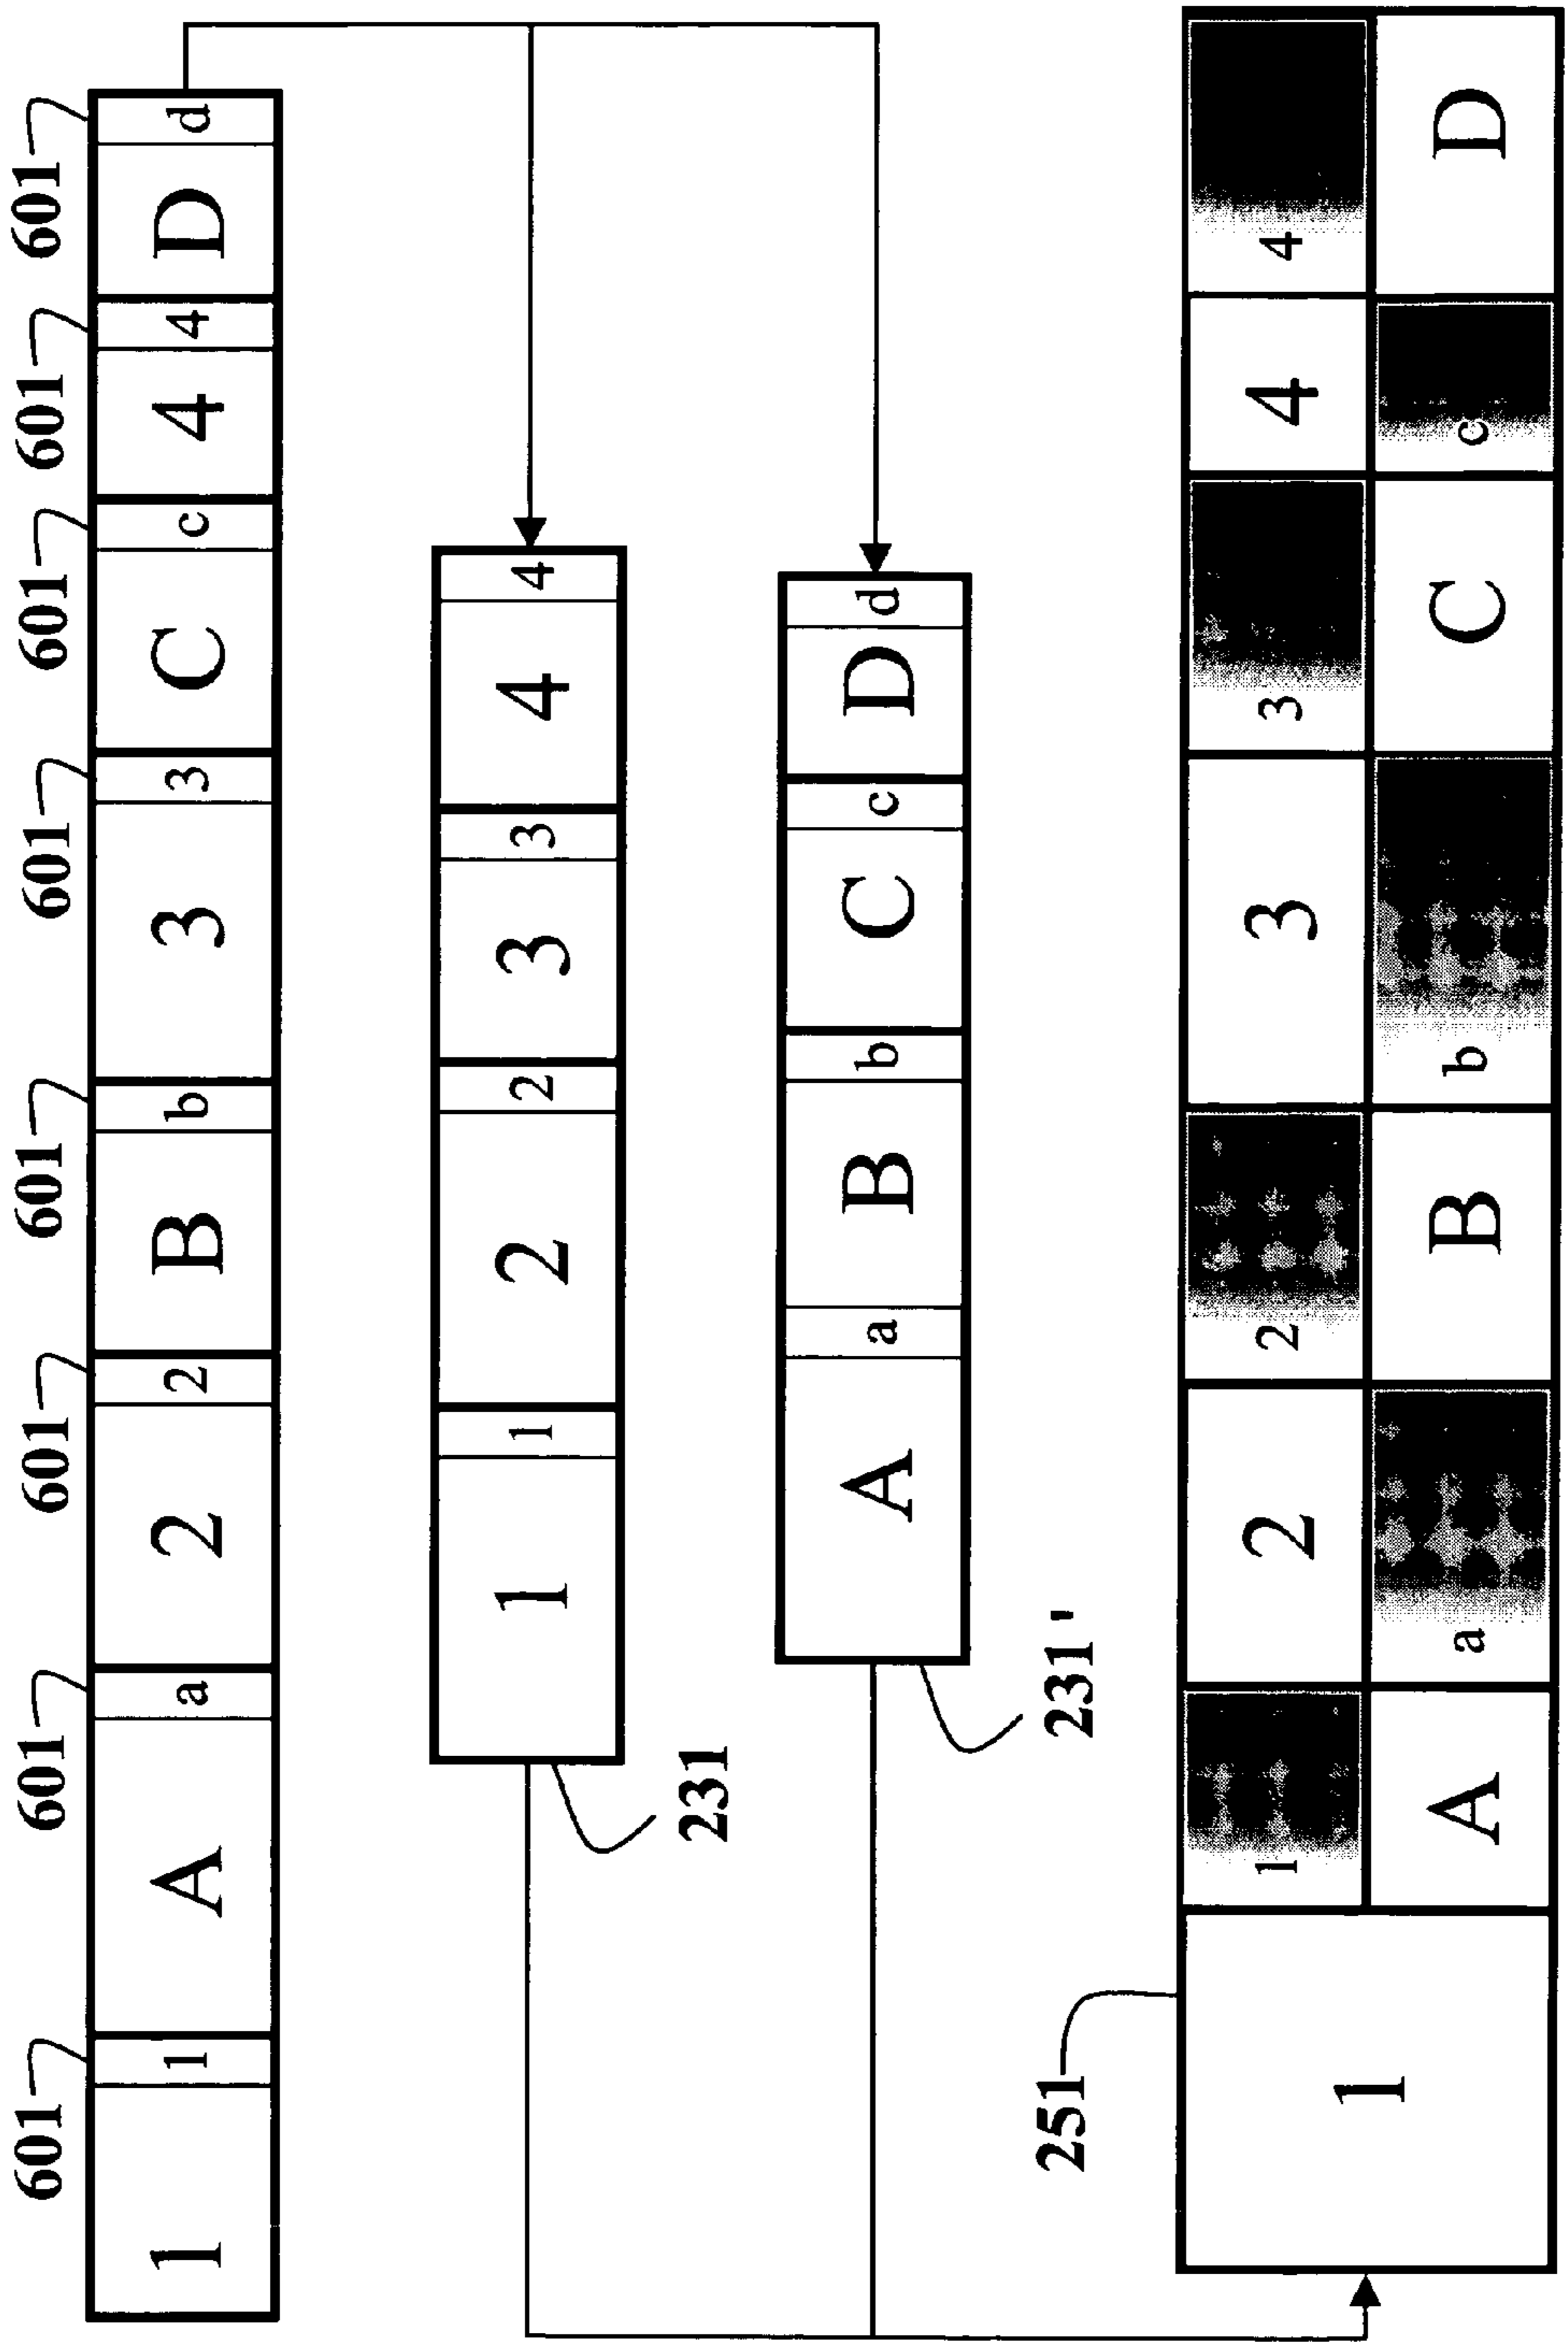 601 601 601 601 601 601 601 601
1 1 A a 2 2 B b 3 3 C c 4 4 D d
1 1 2 2 3 3 4 4
231
A a B b C c D d
231'
251
1 2 2 3 3 4 4
1
A a B b C c D